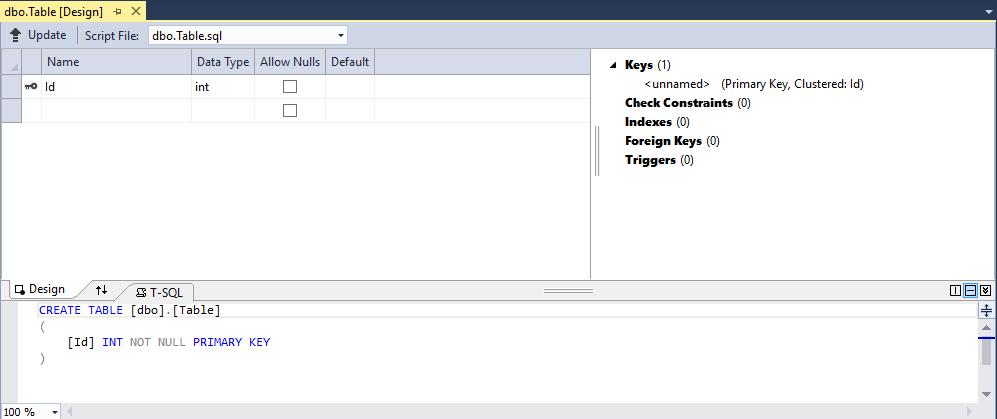 dbo.Table [Design]
Update Script File: dbo.Table.sql
Name Data Type Allow Nulls Default
Id int
Keys (1)
<unnamed> (Primary Key, Clustered: Id)
Check Constraints (0)
Indexes (0)
Foreign Keys (0)
Triggers (0)
Design T-SQL
CREATE TABLE [dbo].[Table]
(
[Id] INT NOT NULL PRIMARY KEY
)
100 %